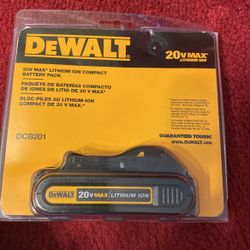 DEWALT
20V MAX*
LITHIUM ION
20V MAX* LITHIUM ION COMPACT
BATTERY PACK
PAQUETE DE BATERÍAS COMPACTO
DE IONES DE LITIO DE 20 V MAX*
BLOC-PILES AU LITHIUM-ION
COMPACT DE 20 V MAX*
DCB201
GUARANTEED TOUGH.
www.DeWALT.com
DEWALT
20V MAX
LITHIUM ION